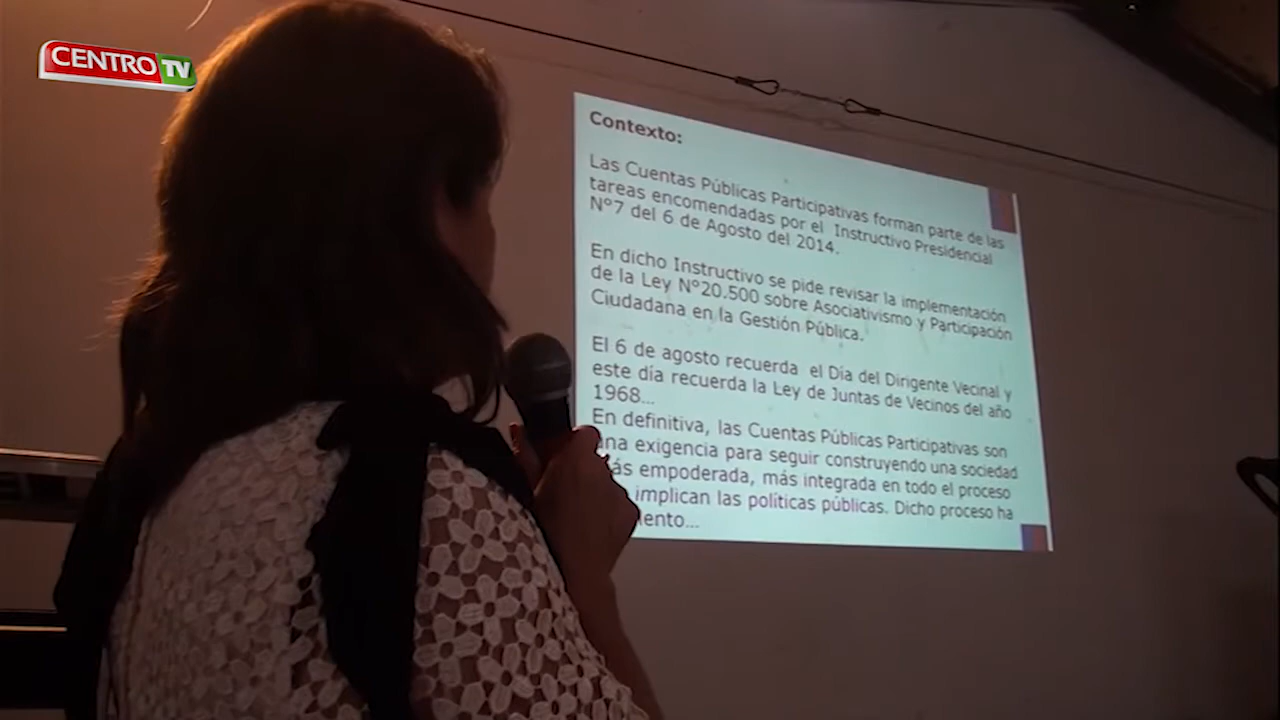 CENTRO TV
Contexto:
Las Cuentas Públicas Participativas forman parte de las
tareas encomendadas por el Instructivo Presidencial
N°7 del 6 de Agosto del 2014.
En dicho Instructivo se pide revisar la implementación
de la Ley N°20.500 sobre Asociativismo y Participación
Ciudadana en la Gestión Pública.
El 6 de agosto recuerda el Día del Dirigente Vecinal y
este día recuerda la Ley de Juntas de Vecinos del año
1968...
En definitiva, las Cuentas Públicas Participativas son
una exigencia para seguir construyendo una sociedad
más empoderada, más integrada en todo el proceso
implican las políticas públicas. Dicho proceso ha